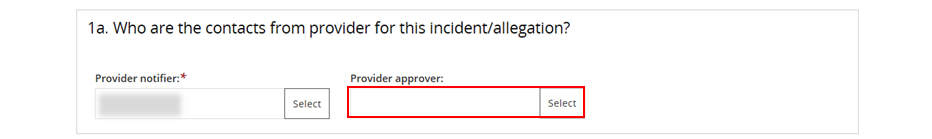 1a. Who are the contacts from provider for this incident/allegation?
Provider notifier:* Provider approver:
Select Select